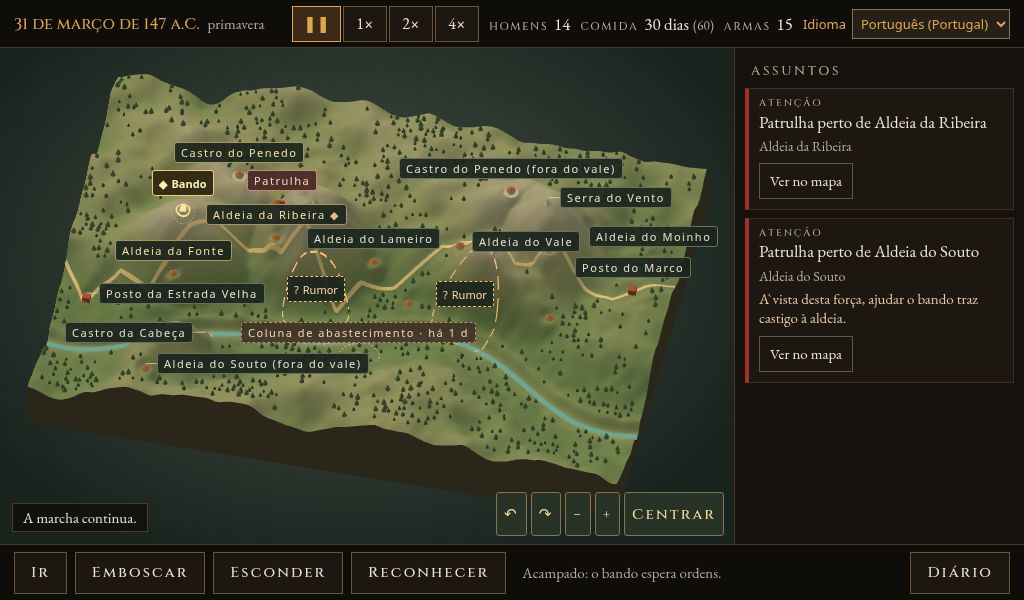 31 DE MARÇO DE 147 A.C. primavera
❚❚ 1× 2× 4×
HOMENS 14 COMIDA 30 dias (60) ARMAS 15 Idioma Português (Portugal)
ASSUNTOS
ATENÇÃO
Patrulha perto de Aldeia da Ribeira
Aldeia da Ribeira
Ver no mapa
ATENÇÃO
Patrulha perto de Aldeia do Souto
Aldeia do Souto
À vista desta força, ajudar o bando traz
castigo à aldeia.
Ver no mapa
Castro do Penedo
Castro do Penedo (fora do vale)
◆ Bando
Patrulha
Serra do Vento
Aldeia da Ribeira ◆
Aldeia da Fonte
Aldeia do Lameiro
Aldeia do Vale
Aldeia do Moinho
Posto do Marco
Posto da Estrada Velha
? Rumor
? Rumor
Castro da Cabeça
Coluna de abastecimento · há 1 d
Aldeia do Souto (fora do vale)
A marcha continua.
↶ ↷ − + CENTRAR
IR EMBOSCAR ESCONDER RECONHECER
Acampado: o bando espera ordens.
DIÁRIO